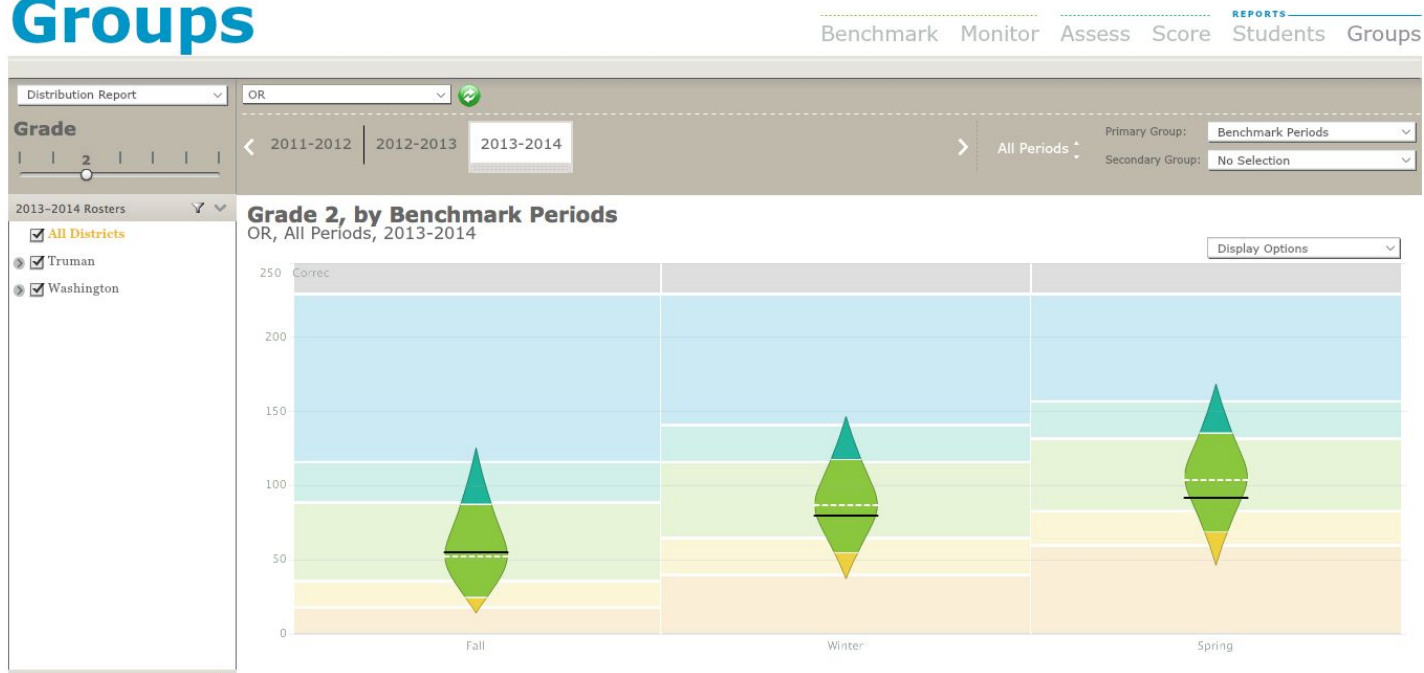 Groups
REPORTS
Benchmark Monitor Assess Score Students Groups
Distribution Report
OR
Grade
2
2011-2012 2012-2013 2013-2014
All Periods
Primary Group: Benchmark Periods
Secondary Group: No Selection
2013-2014 Rosters
All Districts
Truman
Washington
Grade 2, by Benchmark Periods
OR, All Periods, 2013-2014
Display Options
250 Correc
200
150
100
50
0
Fall Winter Spring